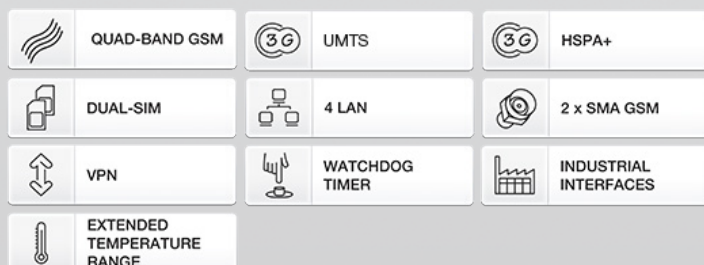 QUAD-BAND GSM
3G
UMTS
3G
HSPA+
DUAL-SIM
4 LAN
2 x SMA GSM
VPN
WATCHDOG
TIMER
INDUSTRIAL
INTERFACES
EXTENDED
TEMPERATURE
RANGE